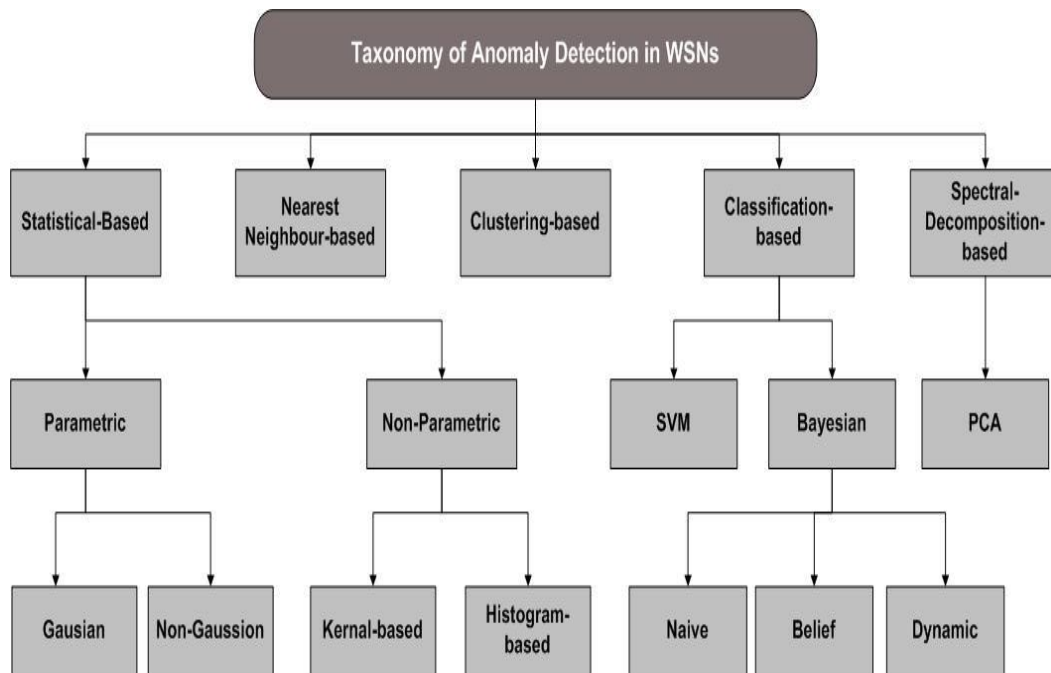 Taxonomy of Anomaly Detection in WSNs
Statistical-Based
Nearest
Neighbour-based
Clustering-based
Classification-
based
Spectral-
Decomposition-
based
Parametric
Non-Parametric
SVM
Bayesian
PCA
Gausian
Non-Gaussion
Kernal-based
Histogram-
based
Naive
Belief
Dynamic